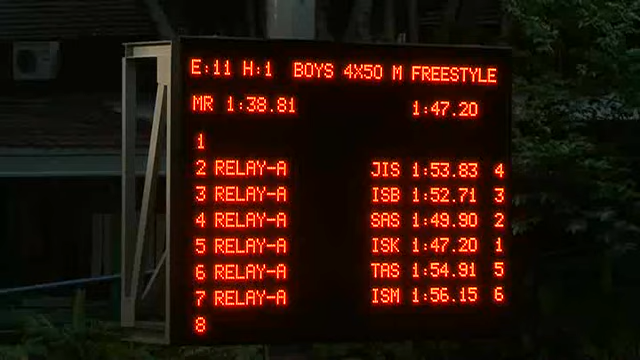 E:11 H:1 BOYS 4X50 M FREESTYLE
MR 1:38.81 1:47.20
1
2 RELAY-A JIS 1:53.83 4
3 RELAY-A ISB 1:52.71 3
4 RELAY-A SAS 1:49.90 2
5 RELAY-A ISK 1:47.20 1
6 RELAY-A TAS 1:54.91 5
7 RELAY-A ISM 1:56.15 6
8